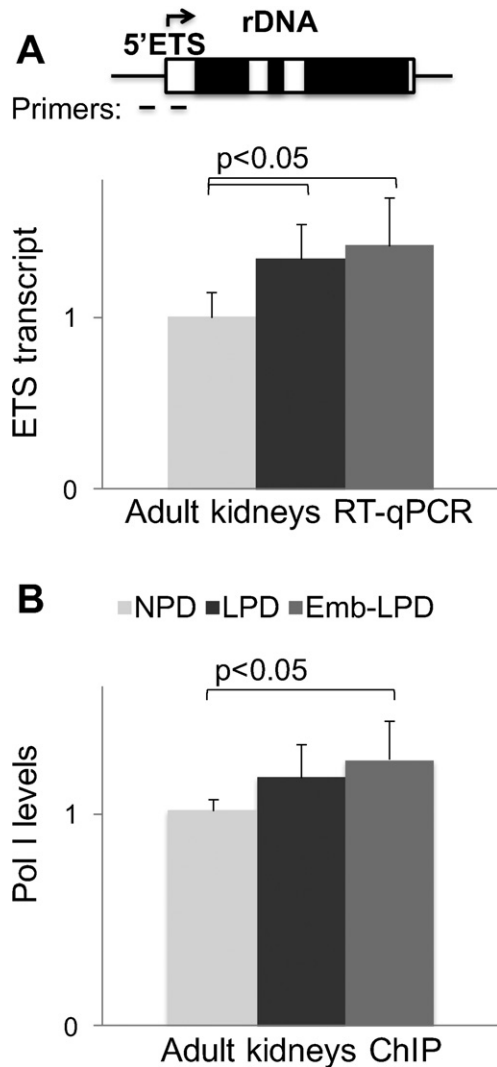 A
rDNA
5’ETS
Primers:
p<0.05
ETS transcript
1
0
Adult kidneys RT-qPCR
B
NPD LPD Emb-LPD
p<0.05
Pol I levels
1
0
Adult kidneys ChIP